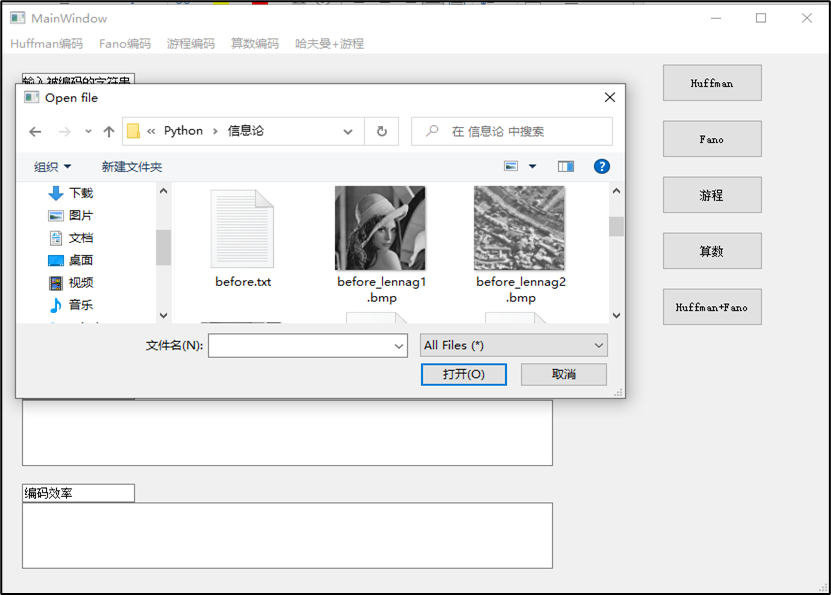 MainWindow
Huffman编码 Fano编码 游程编码 算数编码 哈夫曼+游程
输入被编码的字符串
Huffman
Fano
游程
算数
Huffman+Fano
Open file
« Python › 信息论
在 信息论 中搜索
组织 新建文件夹
下载
图片
文档
桌面
视频
音乐
before.txt
before_lennag1
.bmp
before_lennag2
.bmp
文件名(N):
All Files (*)
打开(O) 取消
编码效率